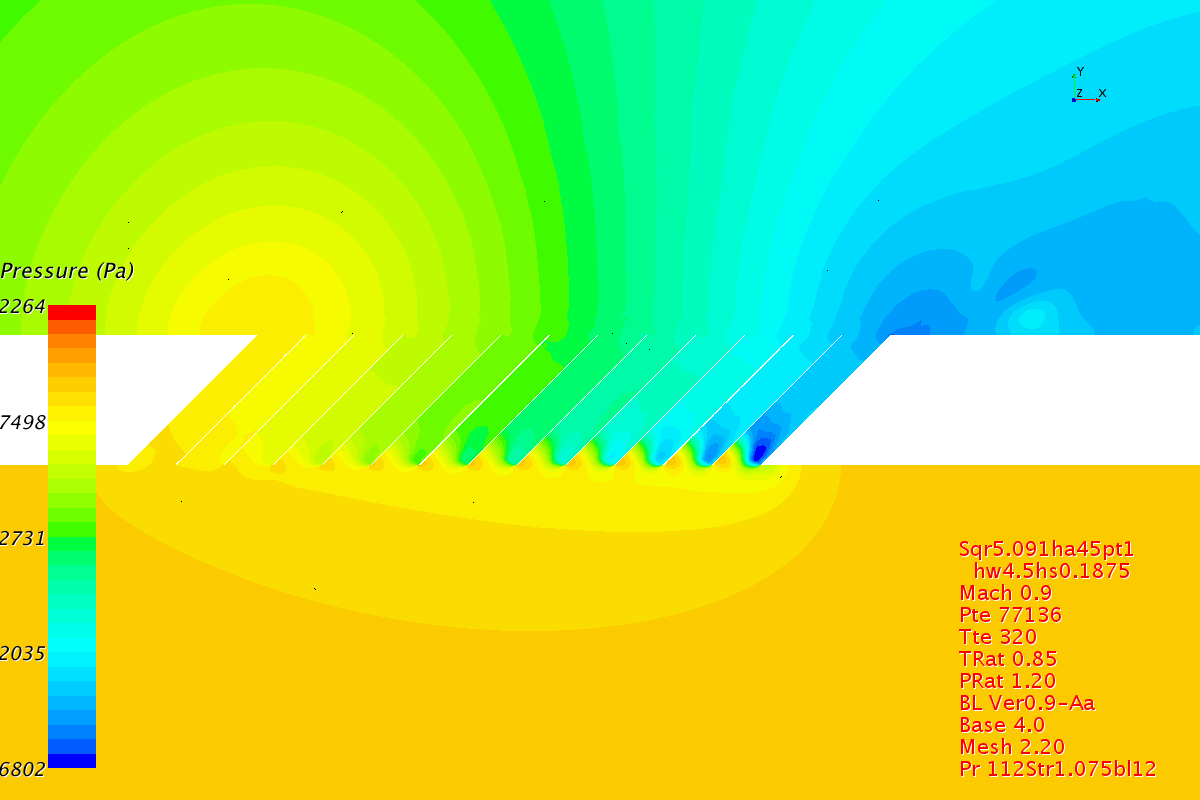 Y
Z X
Pressure (Pa)
2264
7498
2731
2035
6802
Sqr5.091ha45pt1
hw4.5hs0.1875
Mach 0.9
Pte 77136
Tte 320
TRat 0.85
PRat 1.20
BL Ver0.9-Aa
Base 4.0
Mesh 2.20
Pr 112Str1.075bl12